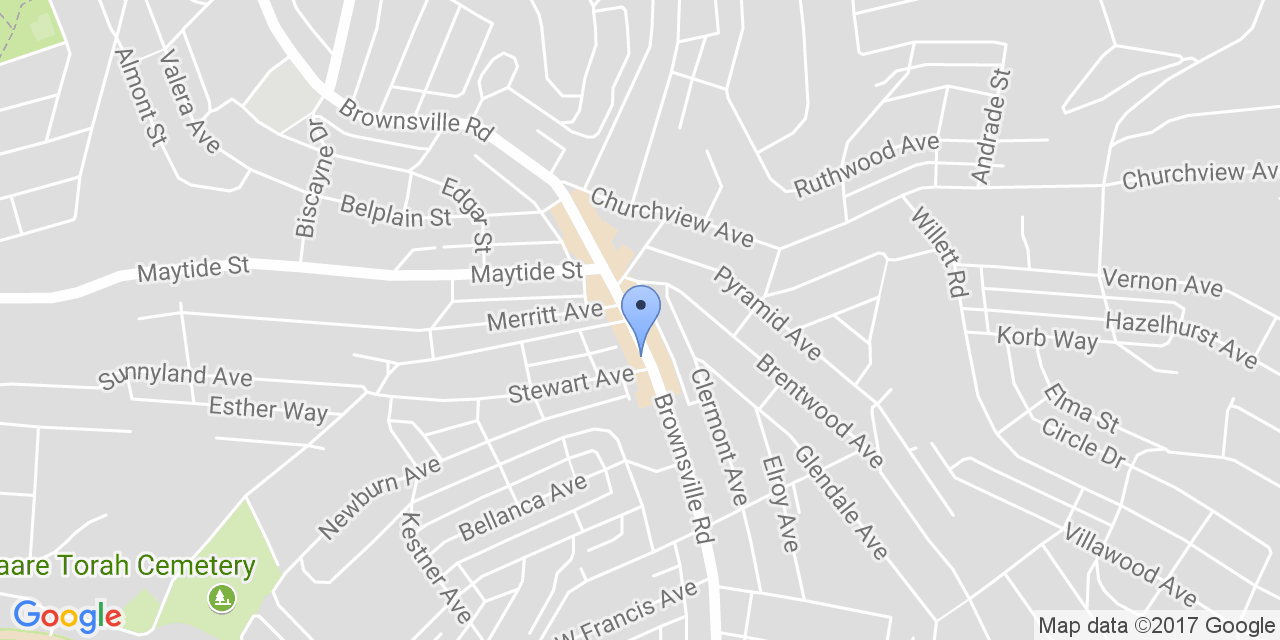 Almont St
Valera Ave
Brownsville Rd
Andrade St
Ruthwood Ave
Biscayne Dr
Churchview Av
Edgar St
Belplain St
Churchview Ave
Willett Rd
Maytide St
Maytide St
Pyramid Ave
Vernon Ave
Merritt Ave
Hazelhurst Ave
Korb Way
Sunnyland Ave
Stewart Ave
Clermont Ave
Brentwood Ave
Elma St
Esther Way
Circle Dr
Brownsville Rd
Newburn Ave
Bellanca Ave
Elroy Ave
Glendale Ave
Kestner Ave
Villawood Ave
aare Torah Cemetery
W Francis Ave
Google
Map data ©2017 Google